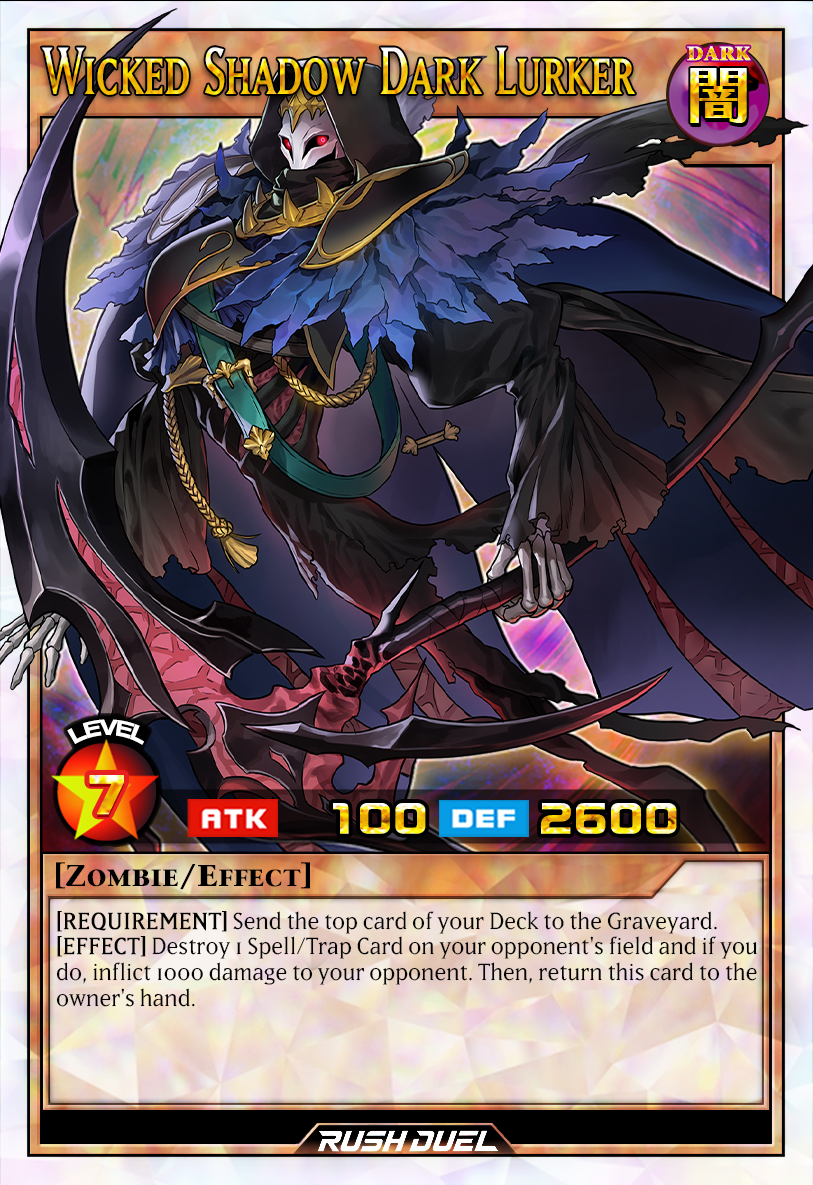 Wicked Shadow Dark Lurker
DARK
闇
LEVEL
7
ATK 100 DEF 2600
[Zombie/Effect]
[REQUIREMENT] Send the top card of your Deck to the Graveyard.
[EFFECT] Destroy 1 Spell/Trap Card on your opponent's field and if you
do, inflict 1000 damage to your opponent. Then, return this card to the
owner's hand.
RUSH DUEL